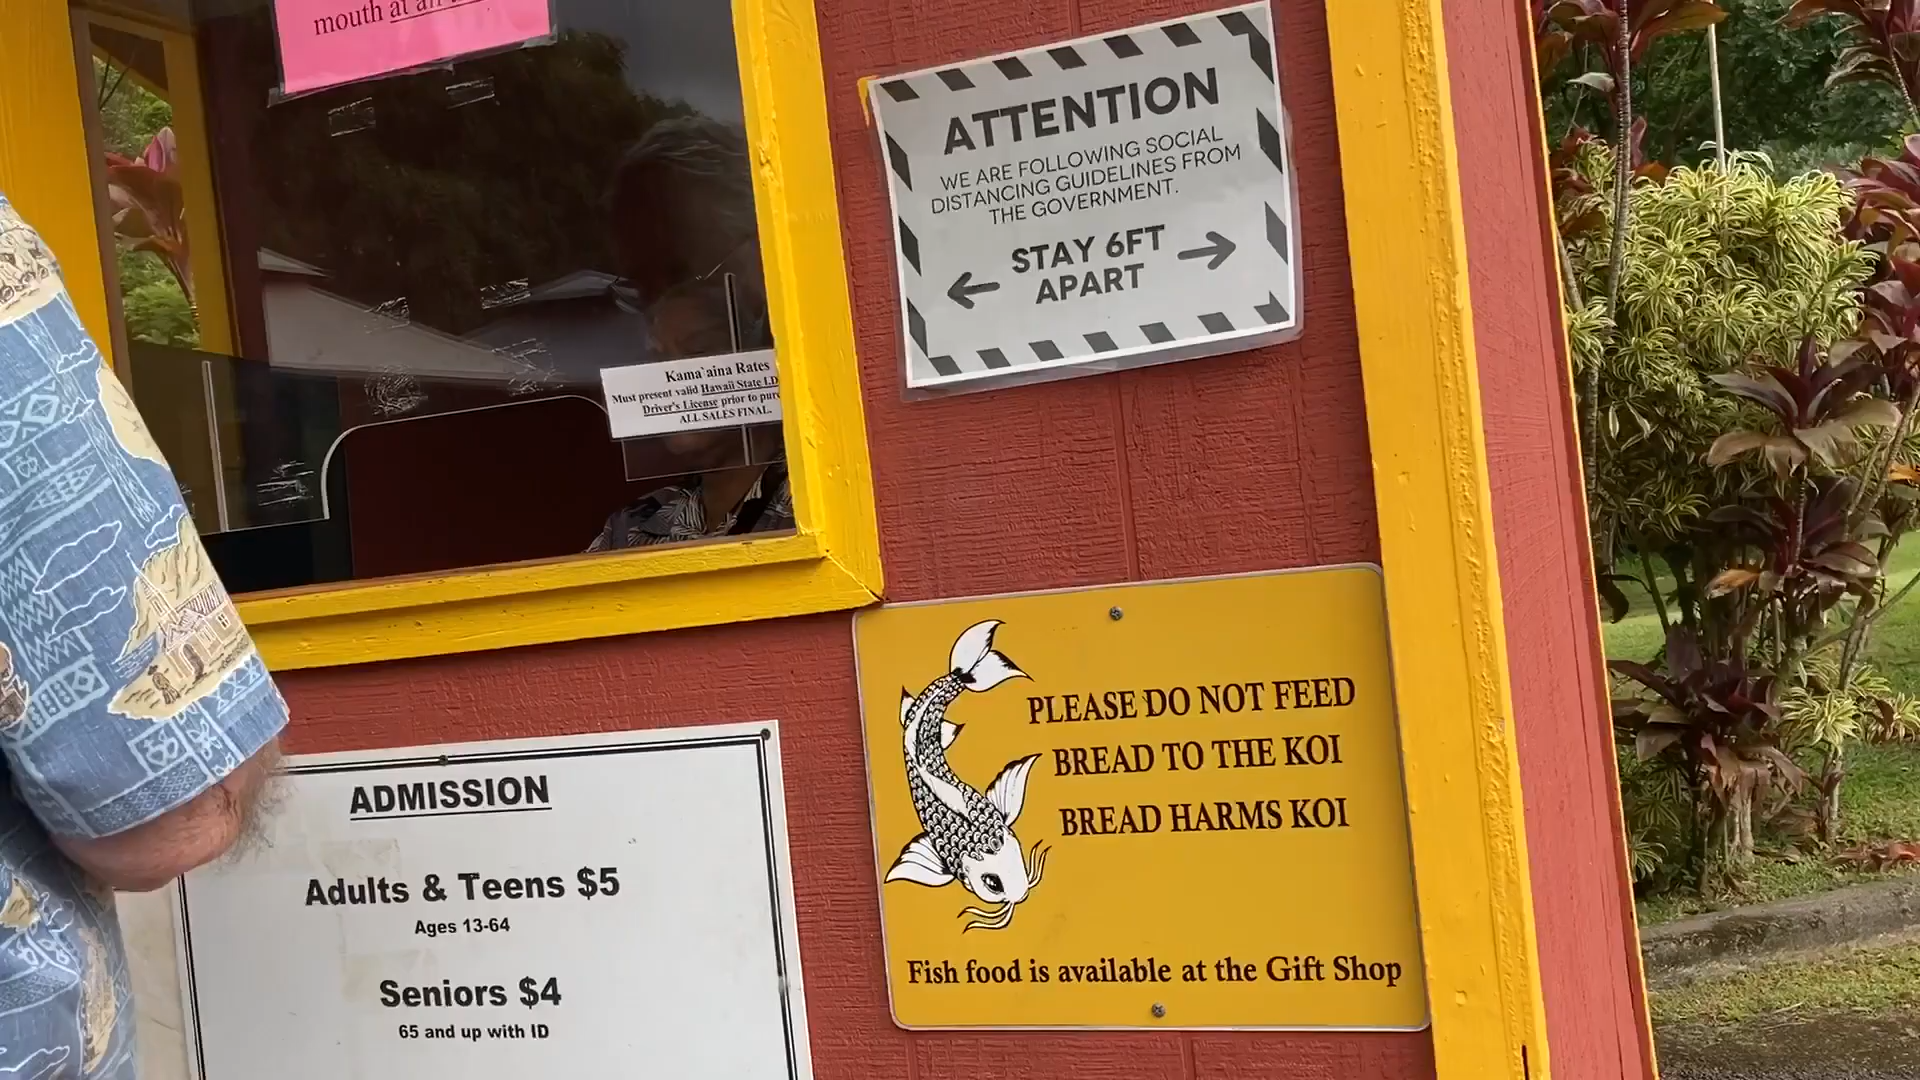 mouth at all
ATTENTION
WE ARE FOLLOWING SOCIAL
DISTANCING GUIDELINES FROM
THE GOVERNMENT.
STAY 6FT
APART
Kama`aina Rates
Must present valid Hawaii State I.D.
Driver's License prior to
ALL SALES FINAL.
PLEASE DO NOT FEED
BREAD TO THE KOI
BREAD HARMS KOI
Fish food is available at the Gift Shop
ADMISSION
Adults & Teens $5
Ages 13-64
Seniors $4
65 and up with ID